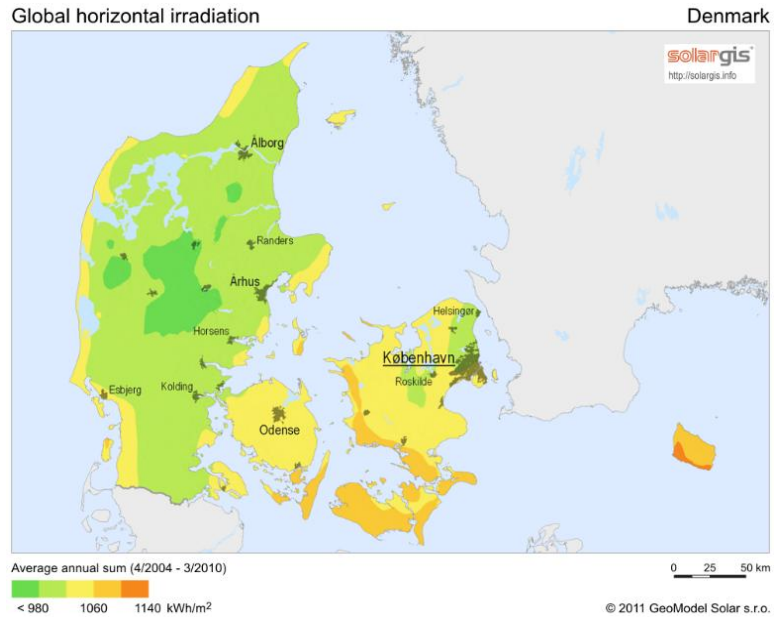 Global horizontal irradiation
Denmark
solargis
http://solargis.info
Ålborg
Randers
Århus
Helsingør
Horsens
København
Roskilde
Esbjerg
Kolding
Odense
Average annual sum (4/2004 - 3/2010)
0 25 50 km
< 980 1060 1140 kWh/m²
© 2011 GeoModel Solar s.r.o.